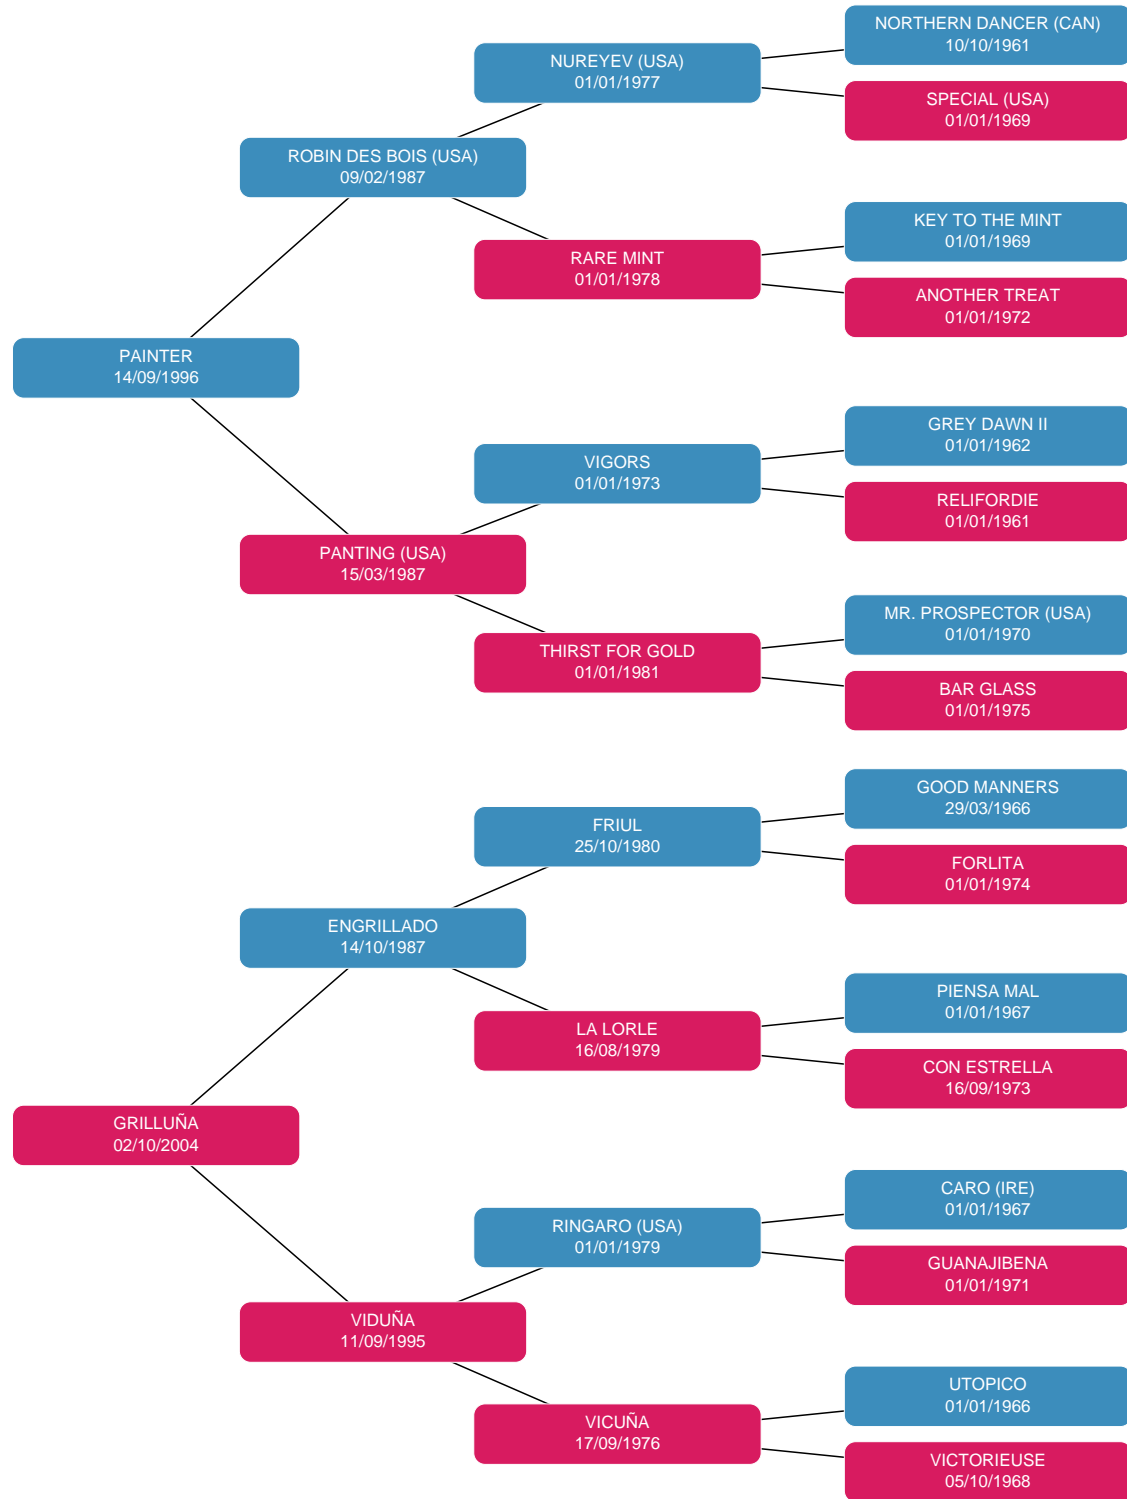 NORTHERN DANCER (CAN)
10/10/1961
NUREYEV (USA)
01/01/1977
SPECIAL (USA)
01/01/1969
ROBIN DES BOIS (USA)
09/02/1987
KEY TO THE MINT
01/01/1969
RARE MINT
01/01/1978
ANOTHER TREAT
01/01/1972
PAINTER
14/09/1996
GREY DAWN II
01/01/1962
VIGORS
01/01/1973
RELIFORDIE
01/01/1961
PANTING (USA)
15/03/1987
MR. PROSPECTOR (USA)
01/01/1970
THIRST FOR GOLD
01/01/1981
BAR GLASS
01/01/1975
GOOD MANNERS
29/03/1966
FRIUL
25/10/1980
FORLITA
01/01/1974
ENGRILLADO
14/10/1987
PIENSA MAL
01/01/1967
LA LORLE
16/08/1979
CON ESTRELLA
16/09/1973
GRILLUÑA
02/10/2004
CARO (IRE)
01/01/1967
RINGARO (USA)
01/01/1979
GUANAJIBENA
01/01/1971
VIDUÑA
11/09/1995
UTOPICO
01/01/1966
VICUÑA
17/09/1976
VICTORIEUSE
05/10/1968